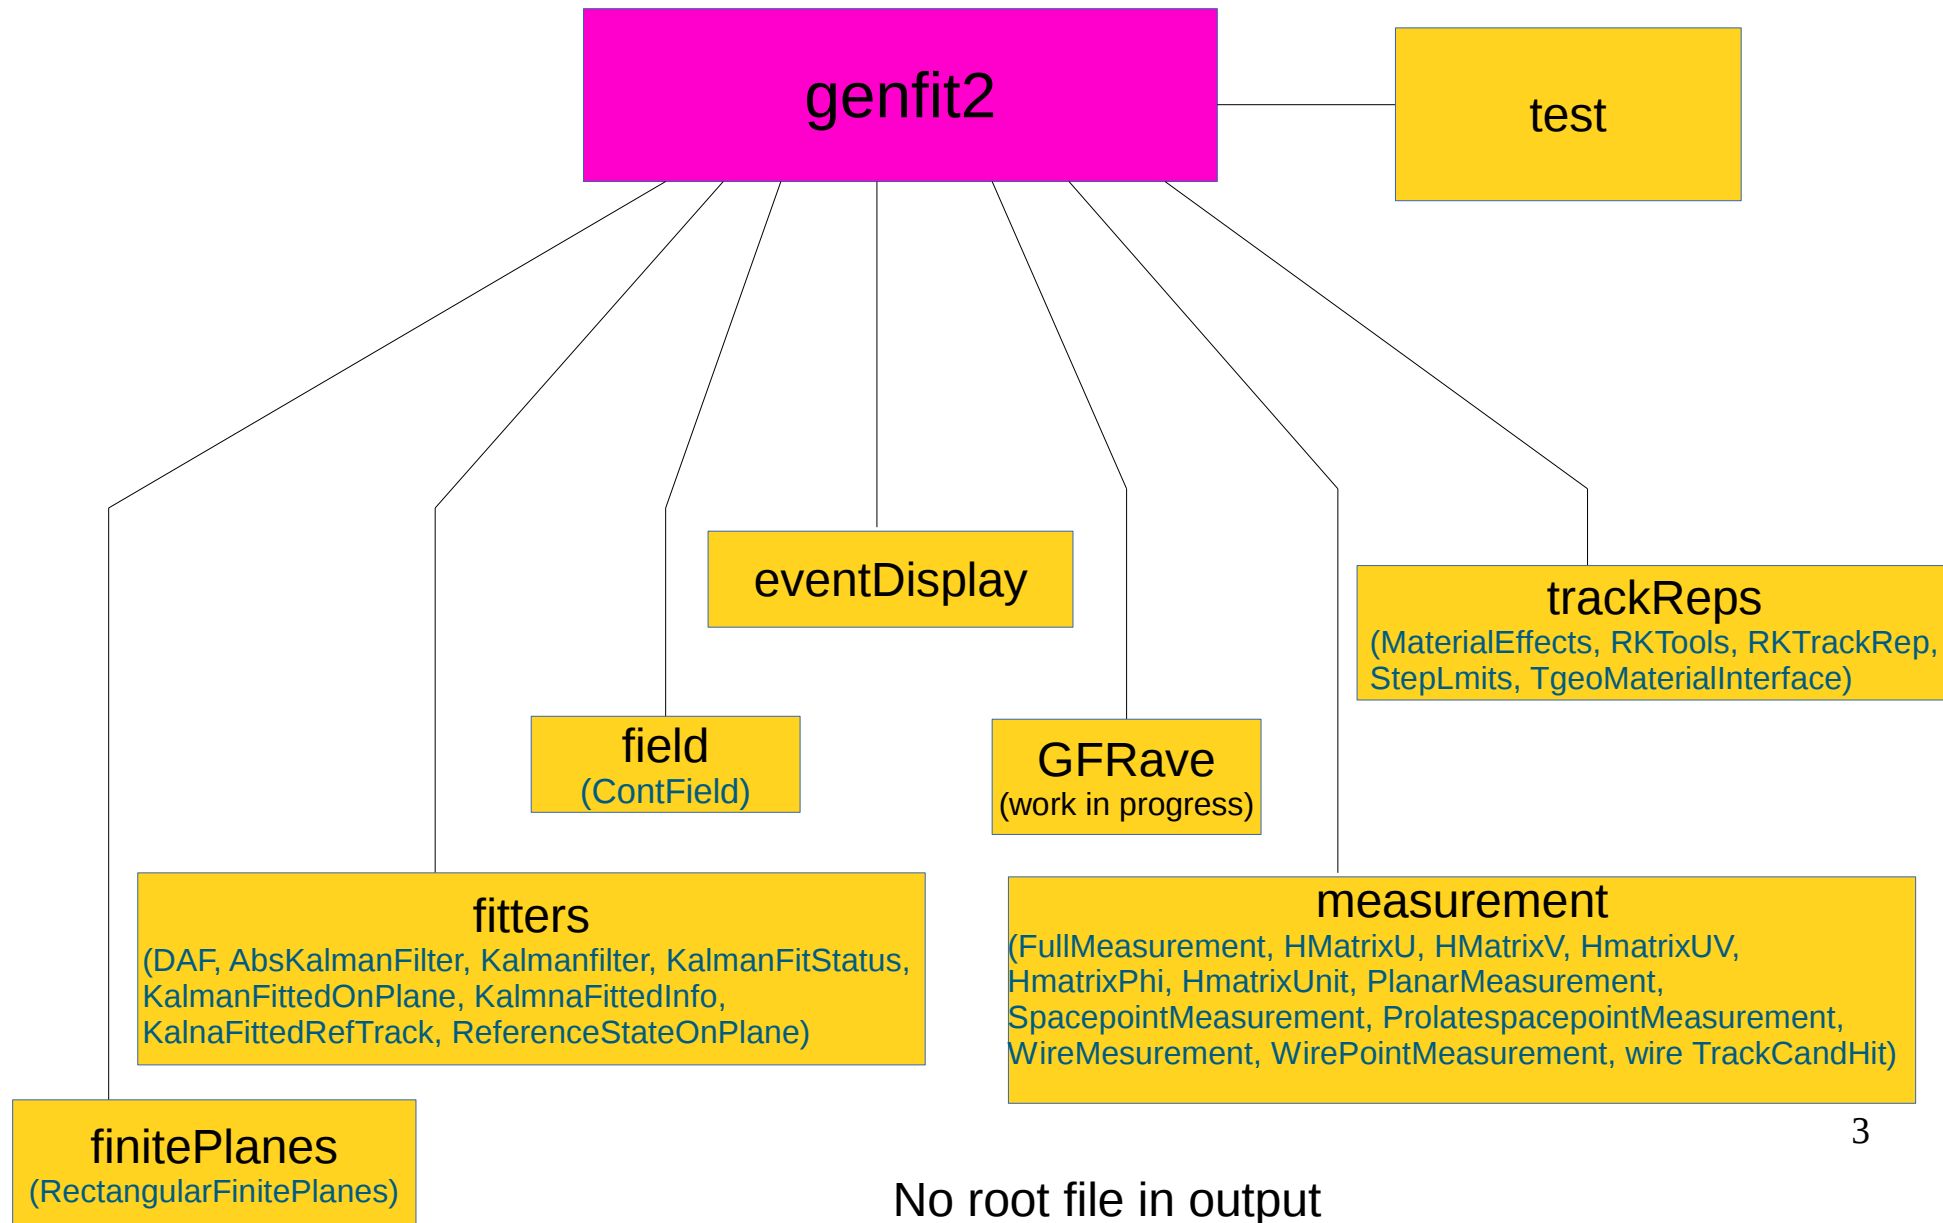 genfit2
test
eventDisplay
trackReps
(MaterialEffects, RKTools, RKTrackRep,
StepLmits, TgeoMaterialInterface)
field
(ContField)
GFRave
(work in progress)
fitters
(DAF, AbsKalmanFilter, Kalmanfilter, KalmanFitStatus,
KalmanFittedOnPlane, KalmnaFittedInfo,
KalnaFittedRefTrack, ReferenceStateOnPlane)
measurement
(FullMeasurement, HMatrixU, HMatrixV, HmatrixUV,
HmatrixPhi, HmatrixUnit, PlanarMeasurement,
SpacepointMeasurement, ProlatespacepointMeasurement,
WireMesurement, WirePointMeasurement, wire TrackCandHit)
finitePlanes
(RectangularFinitePlanes)
3
No root file in output